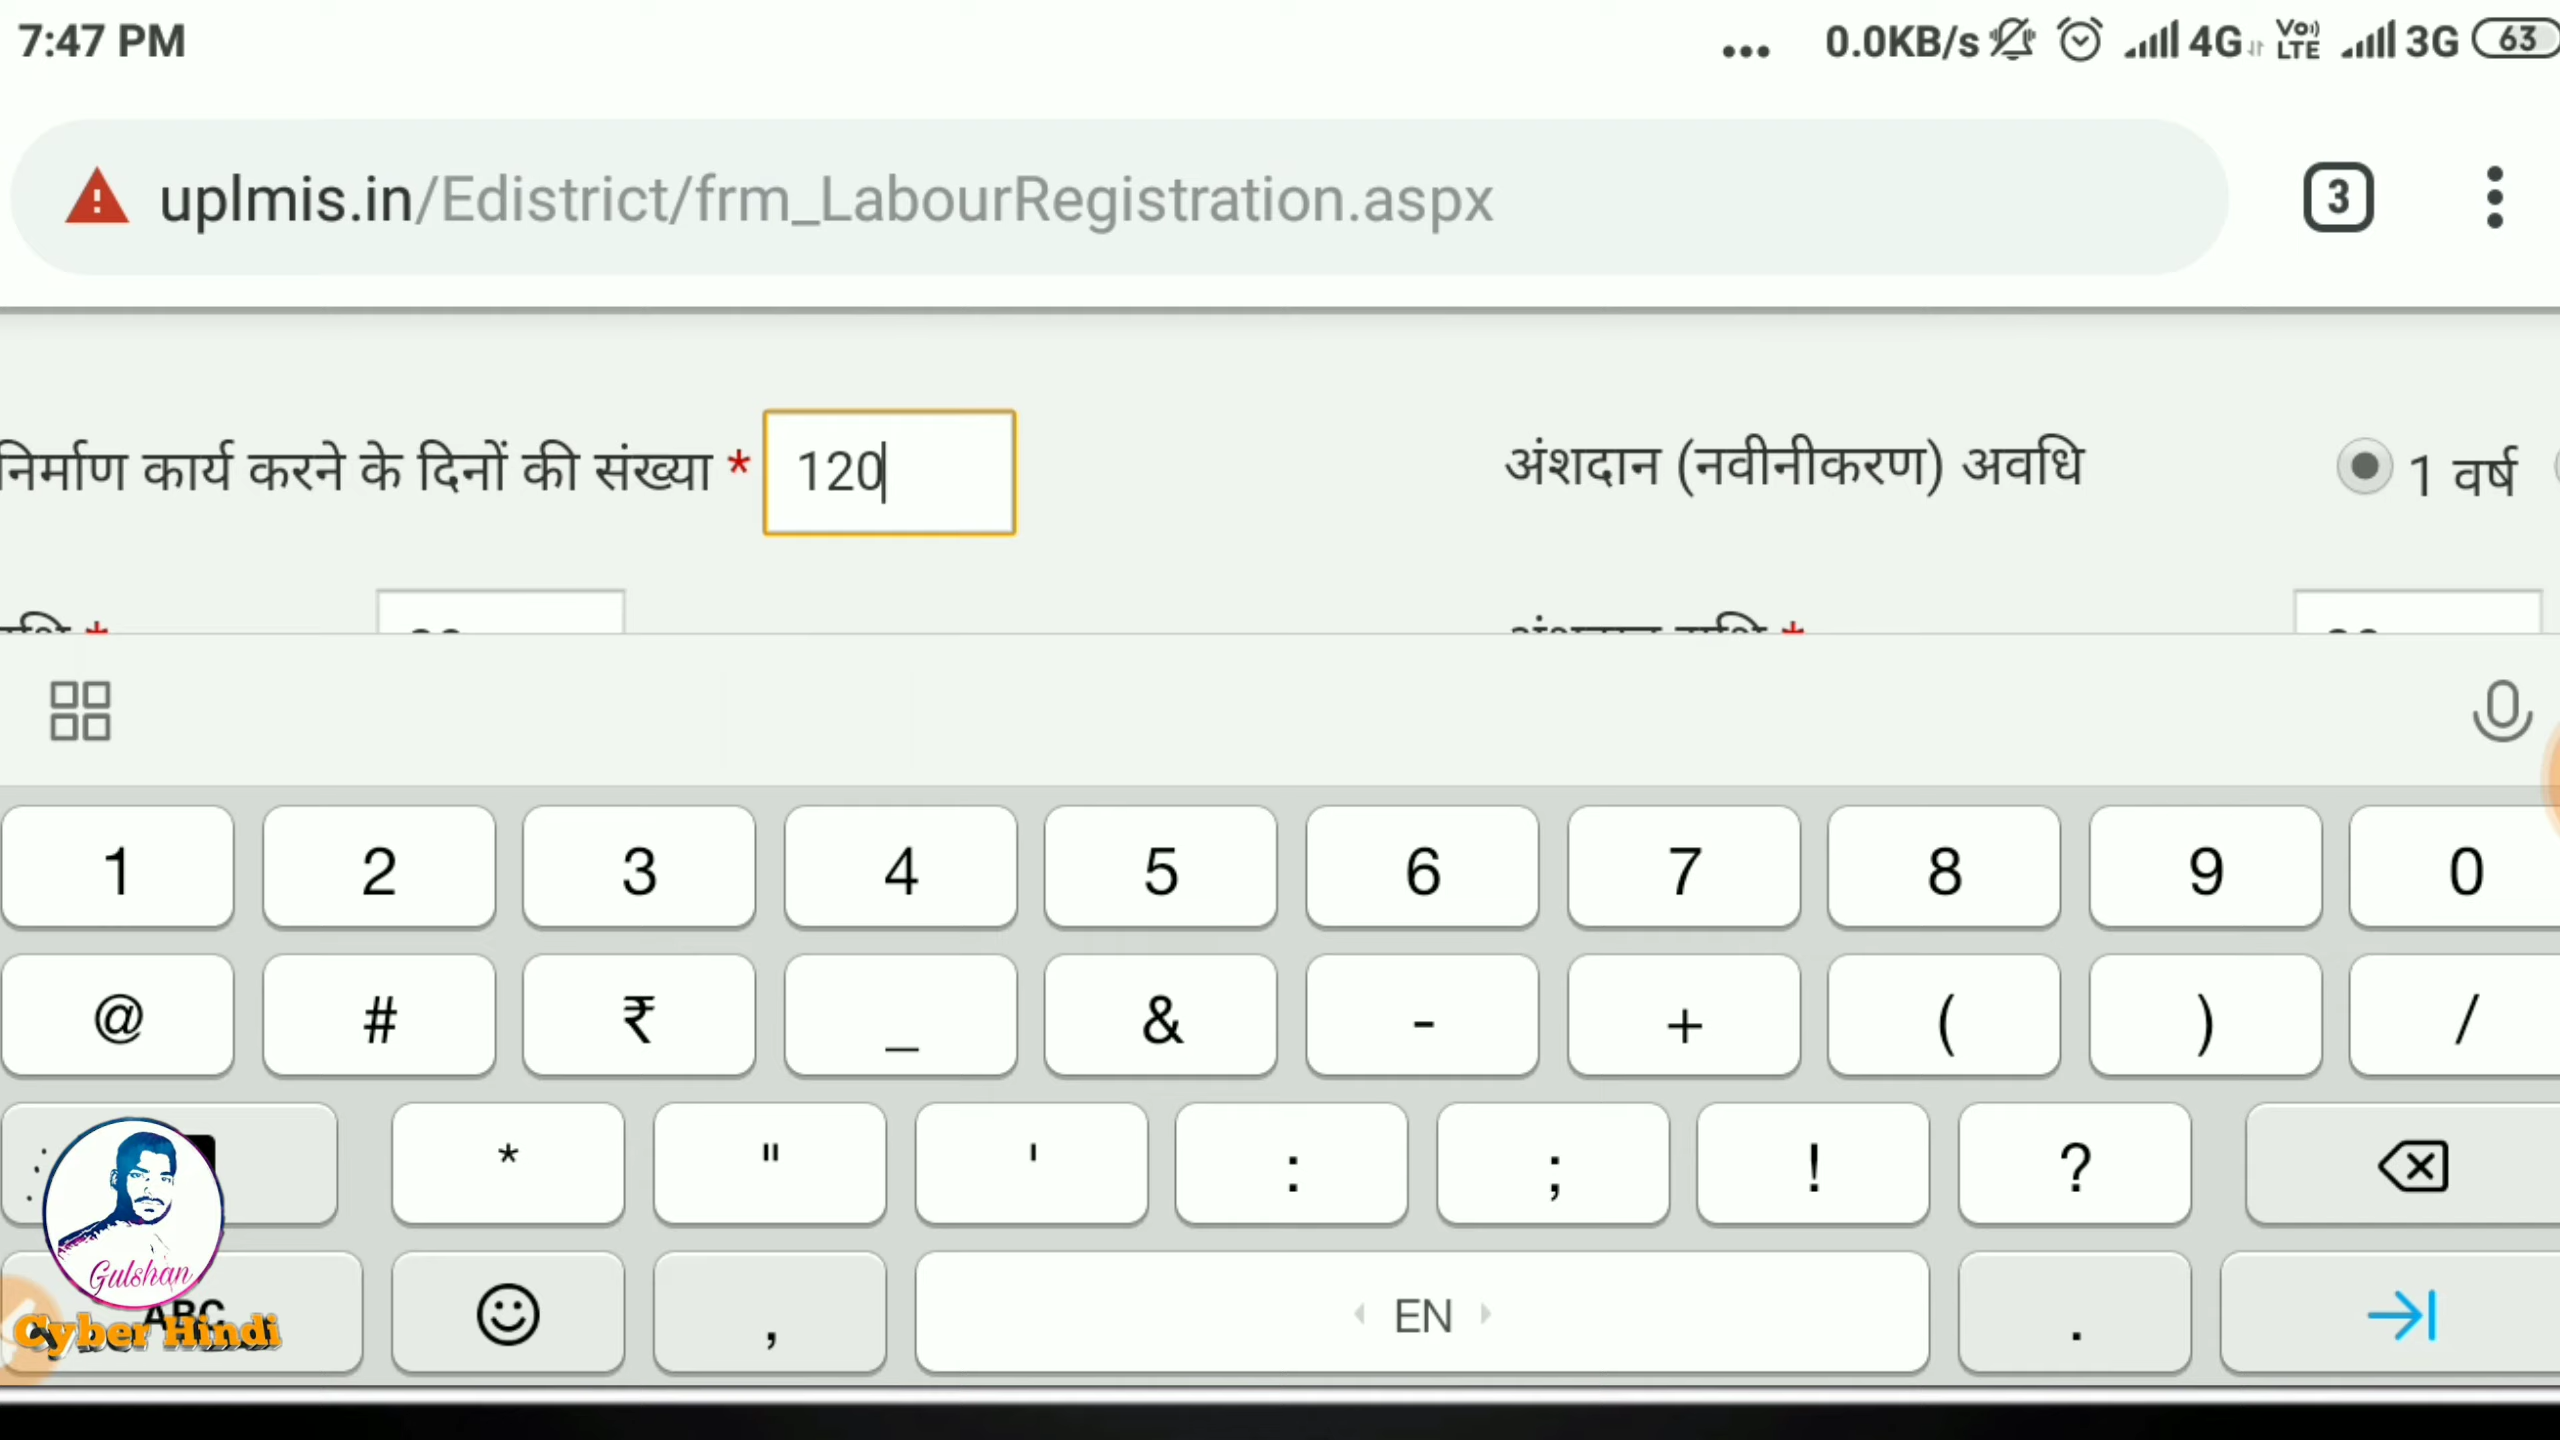 7:47 PM
... 0.0KB/s 4G Vo)) LTE 3G 63
uplmis.in/Edistrict/frm_LabourRegistration.aspx
3
निर्माण कार्य करने के दिनों की संख्या * 120
अंशदान (नवीनीकरण) अवधि
1 वर्ष
*
*
1 2 3 4 5 6 7 8 9 0
@ # ₹ _ & - + ( ) /
* " ' : ; ! ?
ABC , EN .
Gulshan
Cyber Hindi